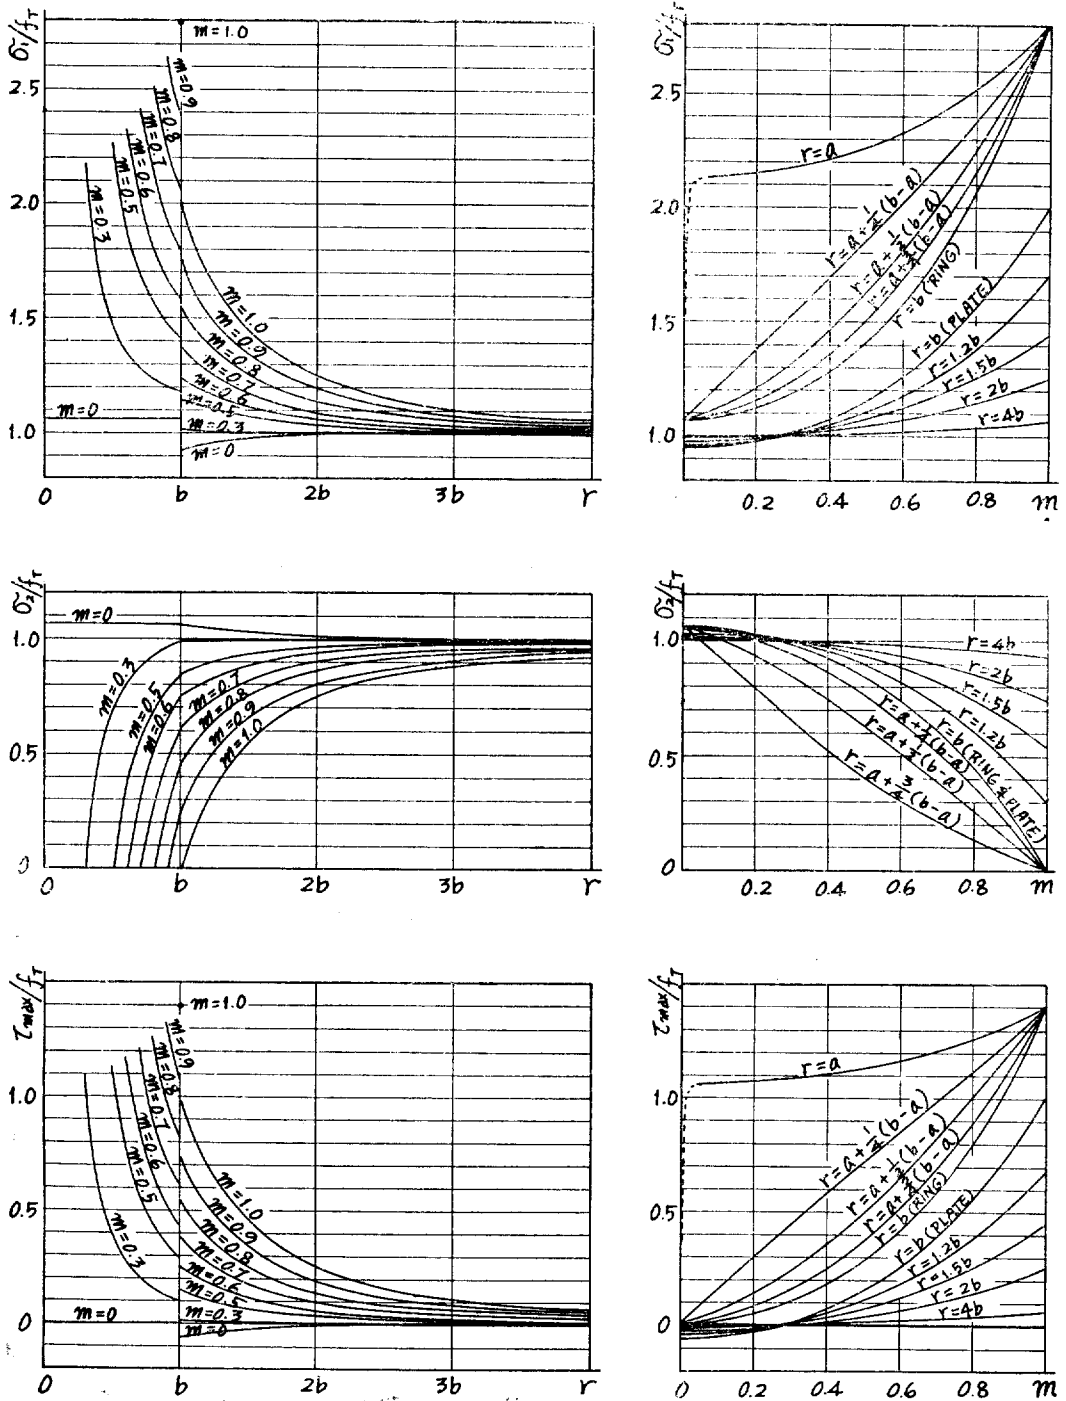 σ₁/f_T
m=1.0
m=0.9
m=0.8
m=0.7
m=0.6
m=0.5
m=0.3
m=1.0
m=0.9
m=0.8
m=0.7
m=0.6
m=0.5
m=0.3
m=0
m=0
2.5
2.0
1.5
1.0
0 b 2b 3b r
σ₁/f_T
r=a
r=a+¼(b-a)
r=a+½(b-a)
r=a+¾(b-a)
r=b(RING)
r=b(PLATE)
r=1.2b
r=1.5b
r=2b
r=4b
2.5
2.0
1.5
1.0
0.2 0.4 0.6 0.8 m
σ₂/f_T
m=0
m=0.3
m=0.5
m=0.6
m=0.7
m=0.8
m=0.9
m=1.0
1.0
0.5
0
0 b 2b 3b r
σ₂/f_T
r=4b
r=2b
r=1.5b
r=1.2b
r=b(RING & PLATE)
r=a+½(b-a)
r=a+¾(b-a)
1.0
0.5
0
0.2 0.4 0.6 0.8 m
τmax/f_T
m=1.0
m=0.9
m=0.8
m=0.7
m=0.6
m=0.5
m=0.3
m=1.0
m=0.9
m=0.8
m=0.7
m=0.6
m=0.5
m=0.3
m=0
m=0
1.0
0.5
0
0 b 2b 3b r
τmax/f_T
r=a
r=a+¼(b-a)
r=a+½(b-a)
r=a+¾(b-a)
r=b(RING)
r=b(PLATE)
r=1.2b
r=1.5b
r=2b
r=4b
1.0
0.5
0
0 0.2 0.4 0.6 0.8 m